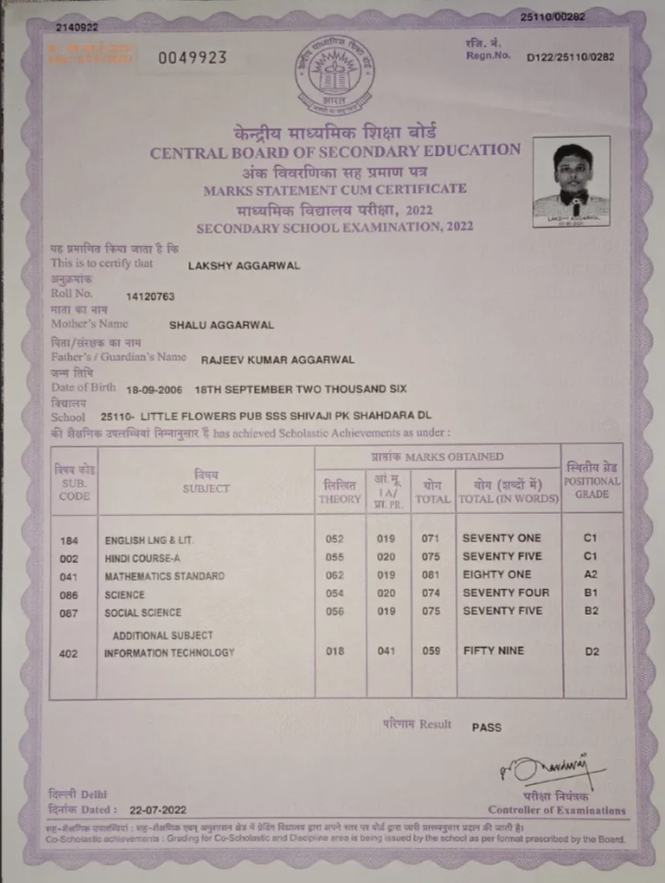 2140922
25110/00282
0049923
रजि. नं.
Regn.No. D122/25110/0282
भारत
केन्द्रीय माध्यमिक शिक्षा बोर्ड
CENTRAL BOARD OF SECONDARY EDUCATION
अंक विवरणिका सह प्रमाण पत्र
MARKS STATEMENT CUM CERTIFICATE
माध्यमिक विद्यालय परीक्षा, 2022
SECONDARY SCHOOL EXAMINATION, 2022
LAKSHY AGGARWAL
यह प्रमाणित किया जाता है कि
This is to certify that LAKSHY AGGARWAL
अनुक्रमांक
Roll No. 14120763
माता का नाम
Mother's Name SHALU AGGARWAL
पिता/संरक्षक का नाम
Father's / Guardian's Name RAJEEV KUMAR AGGARWAL
जन्म तिथि
Date of Birth 18-09-2006 18TH SEPTEMBER TWO THOUSAND SIX
विद्यालय
School 25110- LITTLE FLOWERS PUB SSS SHIVAJI PK SHAHDARA DL
की शैक्षणिक उपलब्धियां निम्नानुसार हैं has achieved Scholastic Achievements as under :
विषय कोड SUB. CODE
विषय SUBJECT
प्राप्तांक MARKS OBTAINED
लिखित THEORY
आं.मू. IA/ प्रा. PR.
योग TOTAL
योग (शब्दों में) TOTAL (IN WORDS)
स्थितीय ग्रेड POSITIONAL GRADE
184 ENGLISH LNG & LIT. 052 019 071 SEVENTY ONE C1
002 HINDI COURSE-A 055 020 075 SEVENTY FIVE C1
041 MATHEMATICS STANDARD 062 019 081 EIGHTY ONE A2
086 SCIENCE 054 020 074 SEVENTY FOUR B1
087 SOCIAL SCIENCE 056 019 075 SEVENTY FIVE B2
ADDITIONAL SUBJECT
402 INFORMATION TECHNOLOGY 018 041 059 FIFTY NINE D2
परिणाम Result PASS
दिल्ली Delhi
परीक्षा नियंत्रक
दिनांक Dated : 22-07-2022
Controller of Examinations
सह-शैक्षणिक उपलब्धियां : सह-शैक्षणिक एवम् अनुशासन क्षेत्र में ग्रेडिंग विद्यालय द्वारा अपने स्तर पर बोर्ड द्वारा जारी प्रारूपनुसार प्रदान की जाती है।
Co-Scholastic achievements : Grading for Co-Scholastic and Discipline area is being issued by the school as per format prescribed by the Board.